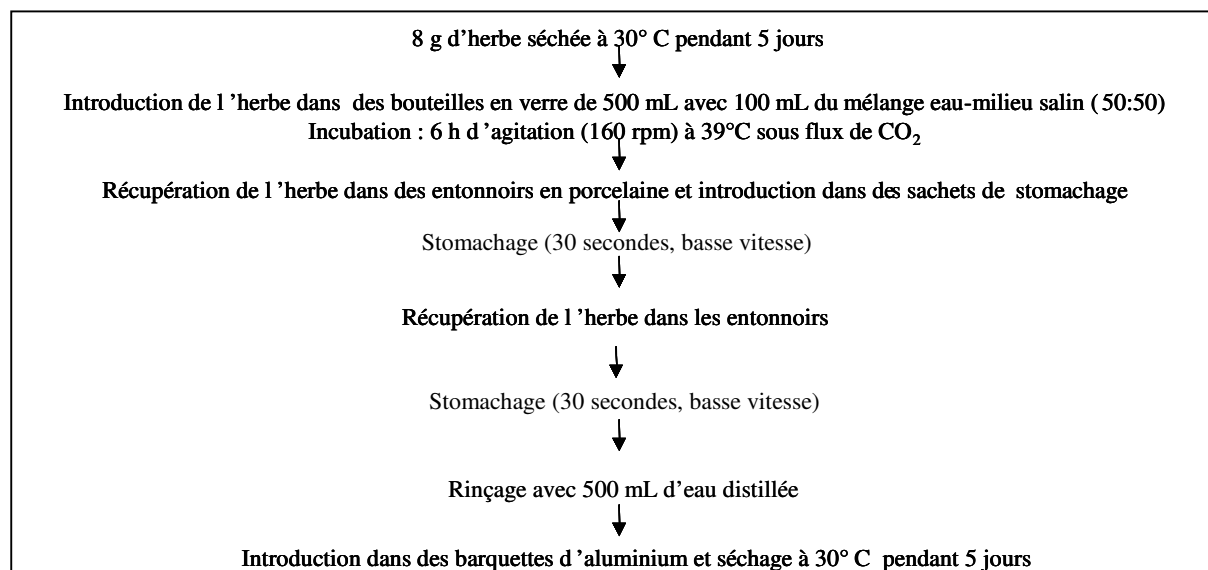 8 g d’herbe séchée à 30° C pendant 5 jours
Introduction de l ’herbe dans des bouteilles en verre de 500 mL avec 100 mL du mélange eau-milieu salin (50:50)
Incubation : 6 h d ’agitation (160 rpm) à 39°C sous flux de CO₂
Récupération de l ’herbe dans des entonnoirs en porcelaine et introduction dans des sachets de stomachage
Stomachage (30 secondes, basse vitesse)
Récupération de l ’herbe dans les entonnoirs
Stomachage (30 secondes, basse vitesse)
Rinçage avec 500 mL d’eau distillée
Introduction dans des barquettes d ’aluminium et séchage à 30° C pendant 5 jours